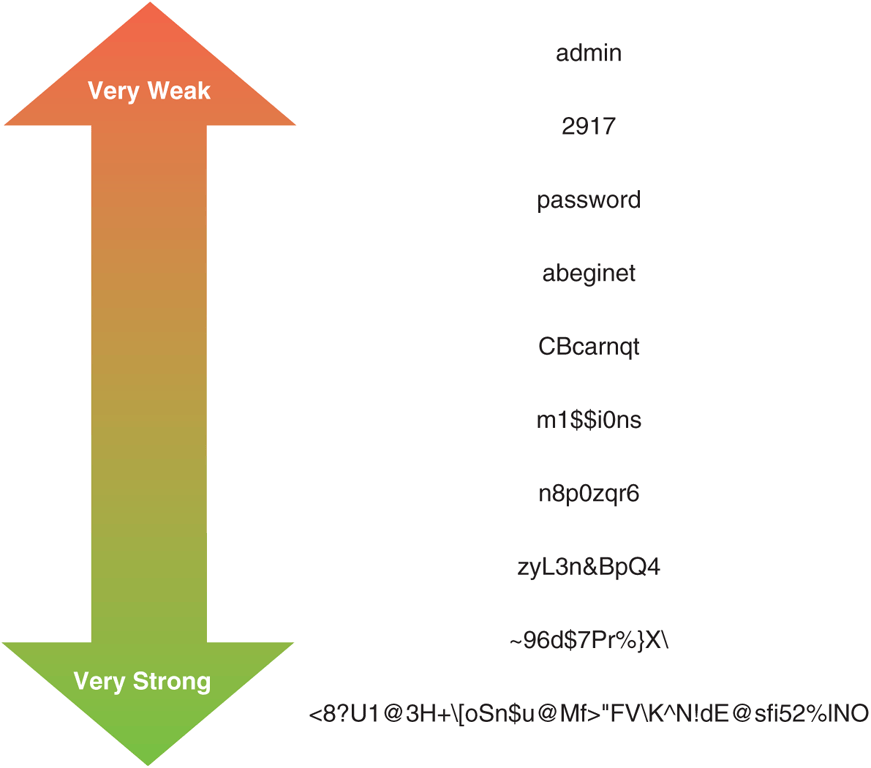 Very Weak
admin
2917
password
abeginet
CBcarnqt
m1$$i0ns
n8p0zqr6
zyL3n&BpQ4
~96d$7Pr%}X\
Very Strong
<8?U1@3H+\[oSn$u@Mf>"FV\K^N!dE@sfi52%lNO